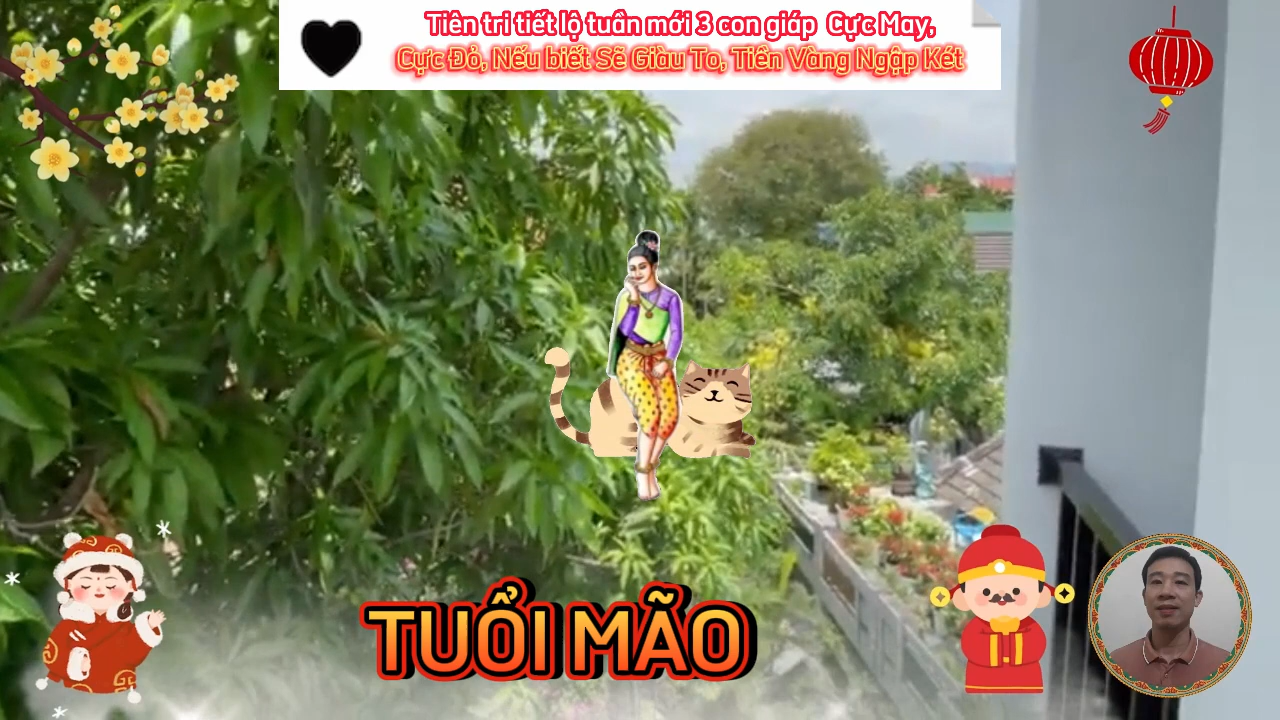 Tiên tri tiết lộ tuần mới 3 con giáp Cực May,
Cực Đỏ, Nếu biết Sẽ Giàu To, Tiền Vàng Ngập Két
TUỔI MÃO